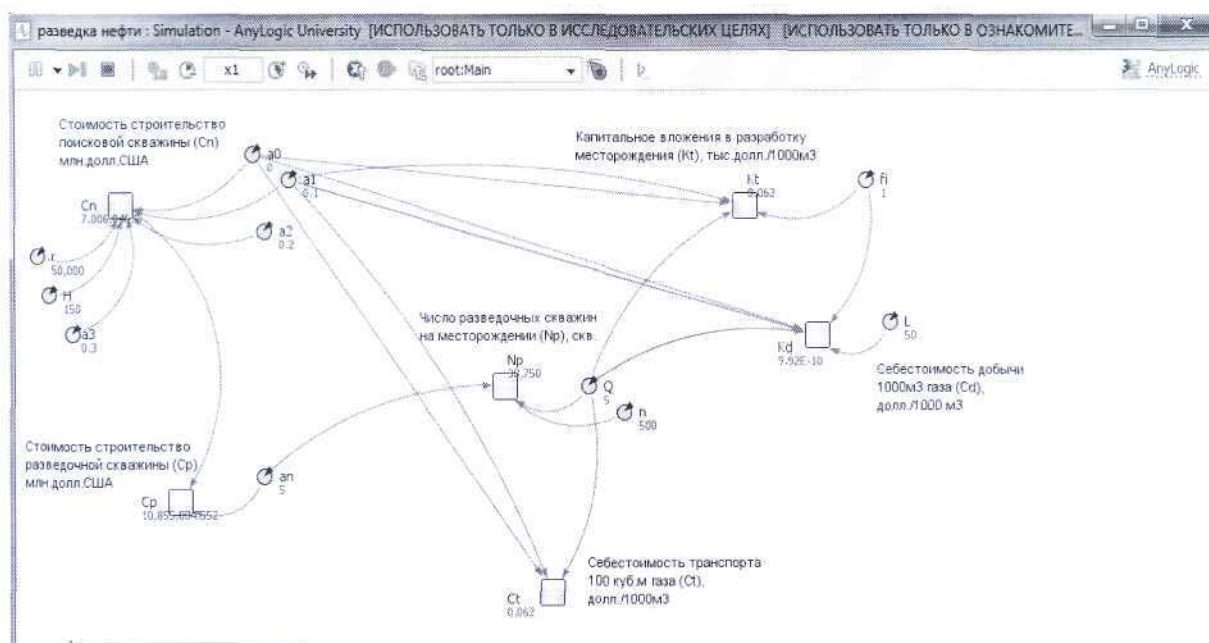 разведка нефти : Simulation - AnyLogic University [ИСПОЛЬЗОВАТЬ ТОЛЬКО В ИССЛЕДОВАТЕЛЬСКИХ ЦЕЛЯХ] [ИСПОЛЬЗОВАТЬ ТОЛЬКО В ОЗНАКОМИТЕ...
x1
root:Main
AnyLogic
Стоимость строительство
поисковой скважины (Cn)
млн.долл.США
a0
0
a1
0.1
Cn
a2
0.2
r
50,000
H
150
a3
0.3
Капитальное вложения в разработку
месторождения (Kt), тыс.долл./1000м3
Kt
0,062
fi
1
Число разведочных скважин
на месторождении (Np), скв.
Np
Q
5
n
500
Kd
9.92E-10
L
50
Себестоимость добычи
1000м3 газа (Cd),
долл./1000 м3
Стоимость строительство
разведочной скважины (Cp)
млн.долл.США
an
5
Cp
Себестоимость транспорта
100 куб.м газа (Ct),
долл./1000м3
Ct
0,062